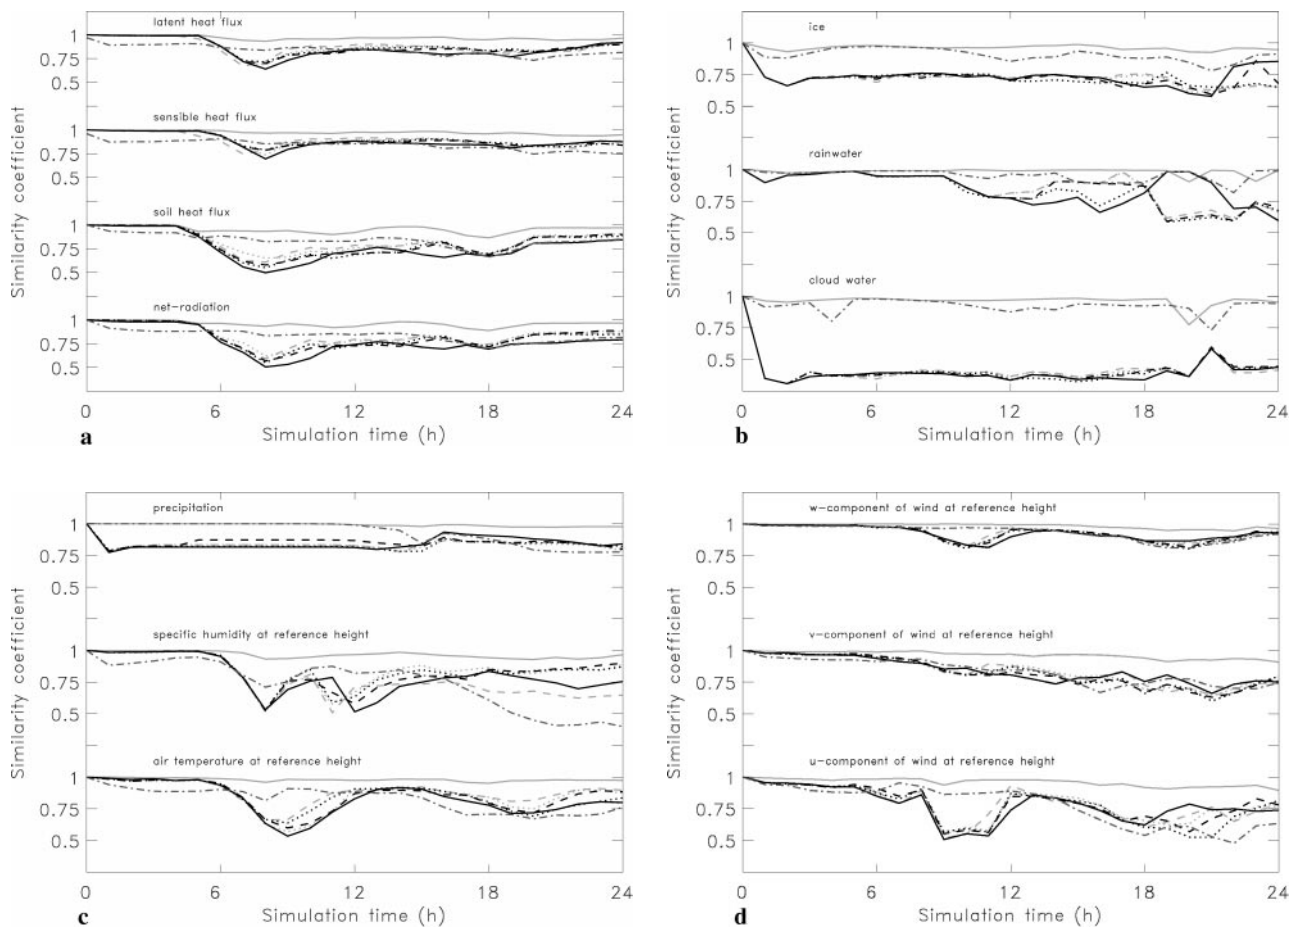 latent heat flux
1
0.75
0.5
sensible heat flux
1
0.75
0.5
soil heat flux
1
0.75
0.5
net-radiation
1
0.75
0.5
Similarity coefficient
0 6 12 18 24
Simulation time (h)
a
ice
1
0.75
0.5
rainwater
1
0.75
0.5
cloud water
1
0.75
0.5
Similarity coefficient
0 6 12 18 24
Simulation time (h)
b
precipitation
1
0.75
0.5
specific humidity at reference height
1
0.75
0.5
air temperature at reference height
1
0.75
0.5
Similarity coefficient
0 6 12 18 24
Simulation time (h)
c
w-component of wind at reference height
1
0.75
0.5
v-component of wind at reference height
1
0.75
0.5
u-component of wind at reference height
1
0.75
0.5
Similarity coefficient
0 6 12 18 24
Simulation time (h)
d